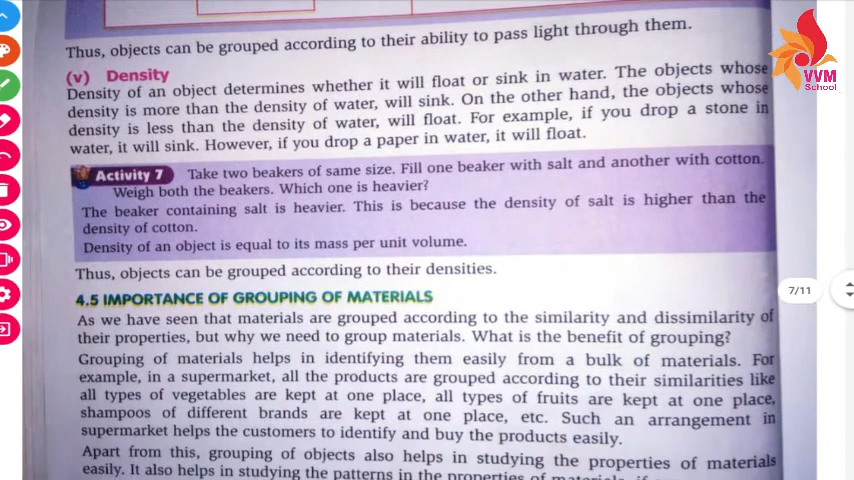 Thus, objects can be grouped according to their ability to pass light through them.
(v) Density
Density of an object determines whether it will float or sink in water. The objects whose
density is more than the density of water, will sink. On the other hand, the objects whose
density is less than the density of water, will float. For example, if you drop a stone in
water, it will sink. However, if you drop a paper in water, it will float.
Activity 7 Take two beakers of same size. Fill one beaker with salt and another with cotton.
Weigh both the beakers. Which one is heavier?
The beaker containing salt is heavier. This is because the density of salt is higher than the
density of cotton.
Density of an object is equal to its mass per unit volume.
Thus, objects can be grouped according to their densities.
4.5 IMPORTANCE OF GROUPING OF MATERIALS
As we have seen that materials are grouped according to the similarity and dissimilarity of
their properties, but why we need to group materials. What is the benefit of grouping?
Grouping of materials helps in identifying them easily from a bulk of materials. For
example, in a supermarket, all the products are grouped according to their similarities like
all types of vegetables are kept at one place, all types of fruits are kept at one place,
shampoos of different brands are kept at one place, etc. Such an arrangement in
supermarket helps the customers to identify and buy the products easily.
Apart from this, grouping of objects also helps in studying the properties of materials
easily. It also helps in studying the patterns in the properties of materials, if
VVM
School
7/11